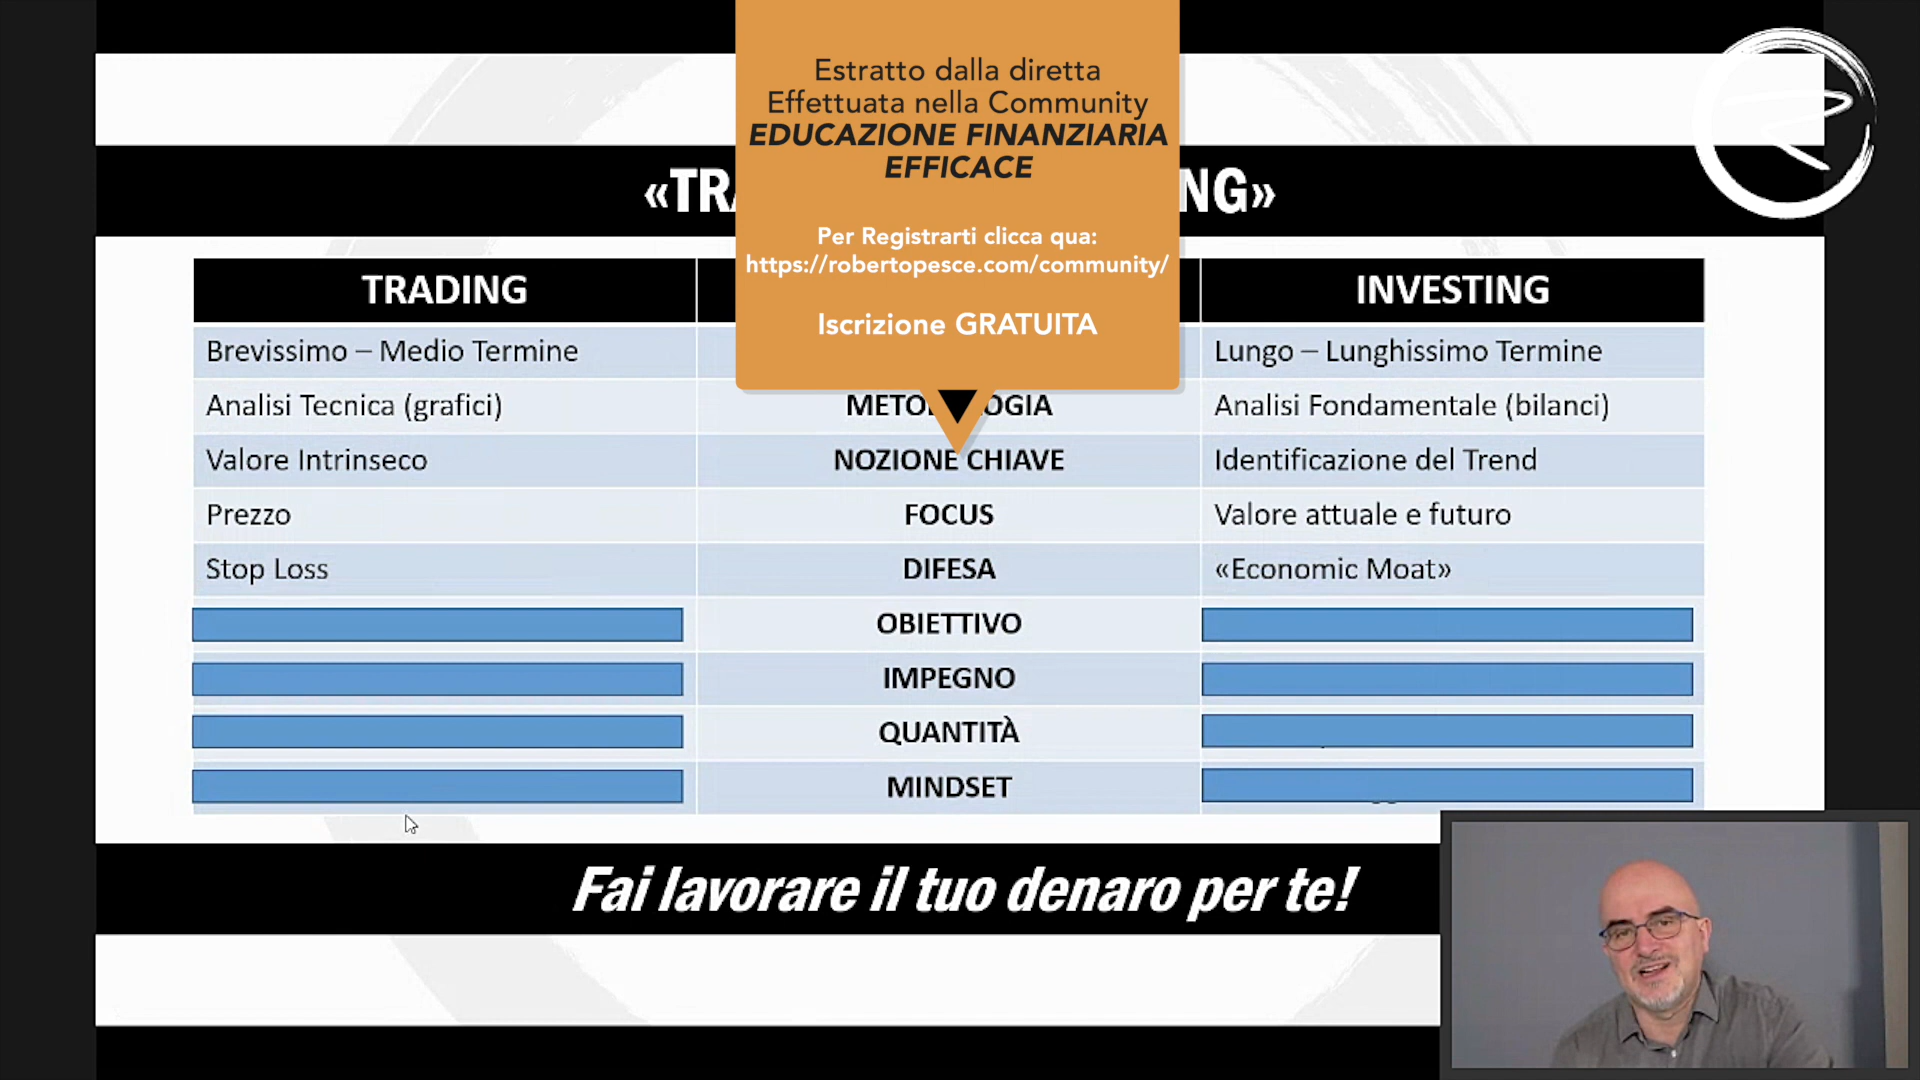 Estratto dalla diretta
Effettuata nella Community
EDUCAZIONE FINANZIARIA
EFFICACE
Per Registrarti clicca qua:
https://robertopesce.com/community/
Iscrizione GRATUITA
TRADING INVESTING
Brevissimo – Medio Termine Lungo – Lunghissimo Termine
Analisi Tecnica (grafici) Analisi Fondamentale (bilanci)
Valore Intrinseco NOZIONE CHIAVE Identificazione del Trend
Prezzo FOCUS Valore attuale e futuro
Stop Loss DIFESA «Economic Moat»
OBIETTIVO
IMPEGNO
QUANTITÀ
MINDSET
Fai lavorare il tuo denaro per te!